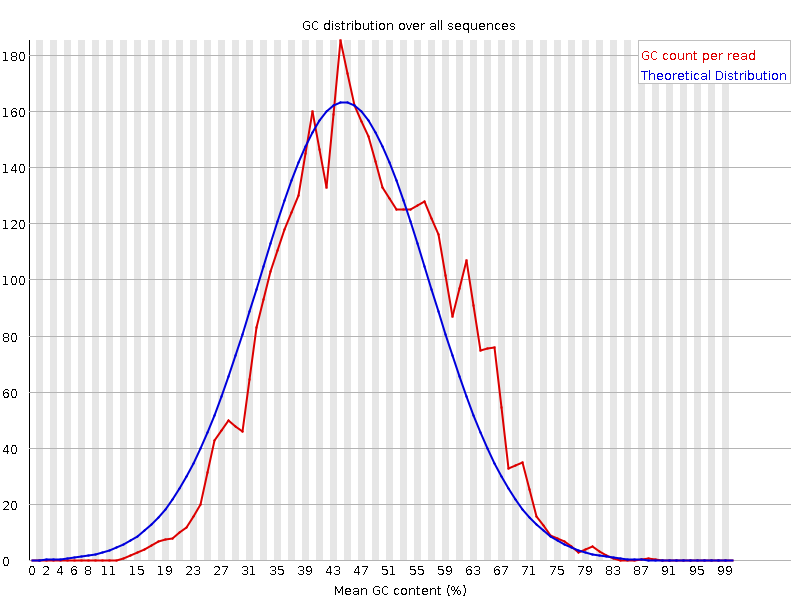 GC distribution over all sequences
GC count per read
Theoretical Distribution
180
160
140
120
100
80
60
40
20
0
0 2 4 6 8 11 15 19 23 27 31 35 39 43 47 51 55 59 63 67 71 75 79 83 87 91 95 99
Mean GC content (%)